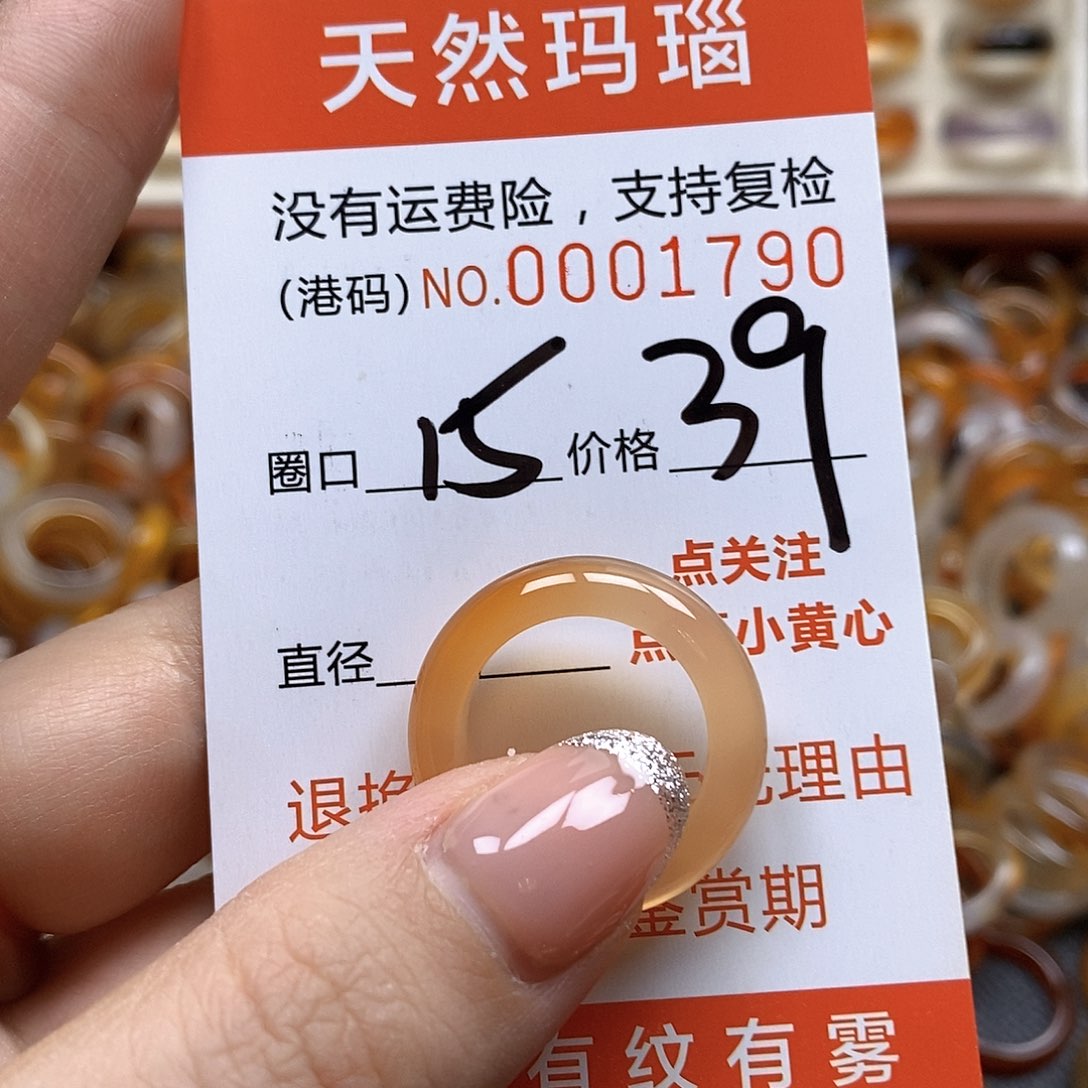 天然玛瑙
没有运费险，支持复检
(港码) NO.0001790
圈口 15 价格 39
点关注
点 小黄心
直径
退换 理由
鉴赏期
有纹有雾